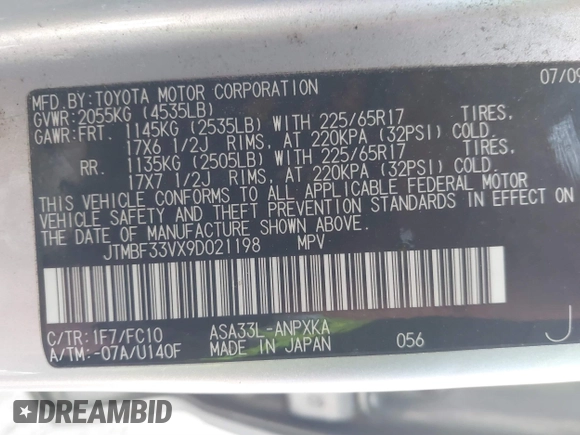 MFD.BY:TOYOTA MOTOR CORPORATION 07/09
GVWR:2055KG (4535LB)
GAWR:FRT. 1145KG (2535LB) WITH 225/65R17 TIRES,
17X6 1/2J RIMS, AT 220KPA (32PSI) COLD.
RR. 1135KG (2505LB) WITH 225/65R17 TIRES,
17X7 1/2J RIMS, AT 220KPA (32PSI) COLD.
THIS VEHICLE CONFORMS TO ALL APPLICABLE FEDERAL MOTOR
VEHICLE SAFETY AND THEFT PREVENTION STANDARDS IN EFFECT ON
THE DATE OF MANUFACTURE SHOWN ABOVE.
JTMBF33VX9D021198 MPV
C/TR: 1F7/FC10 ASA33L-ANPXKA J
A/TM: -07A/U140F MADE IN JAPAN 056
DREAMBID